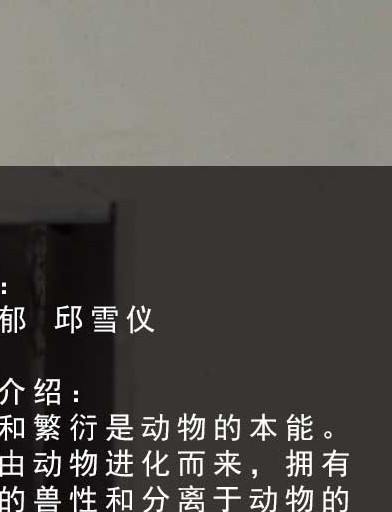 ：
郁 邱雪仪
介绍：
和繁衍是动物的本能。
由动物进化而来，拥有
的兽性和分离于动物的